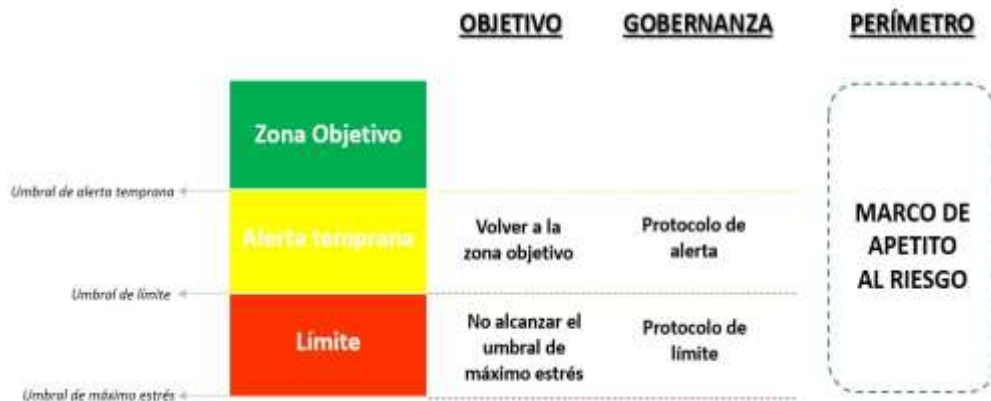 OBJETIVO GOBERNANZA PERÍMETRO
Zona Objetivo
Umbral de alerta temprana
Alerta temprana
Volver a la
zona objetivo
Protocolo de
alerta
MARCO DE
APETITO
AL RIESGO
Umbral de límite
Límite
No alcanzar el
umbral de
máximo estrés
Protocolo de
límite
Umbral de máximo estrés